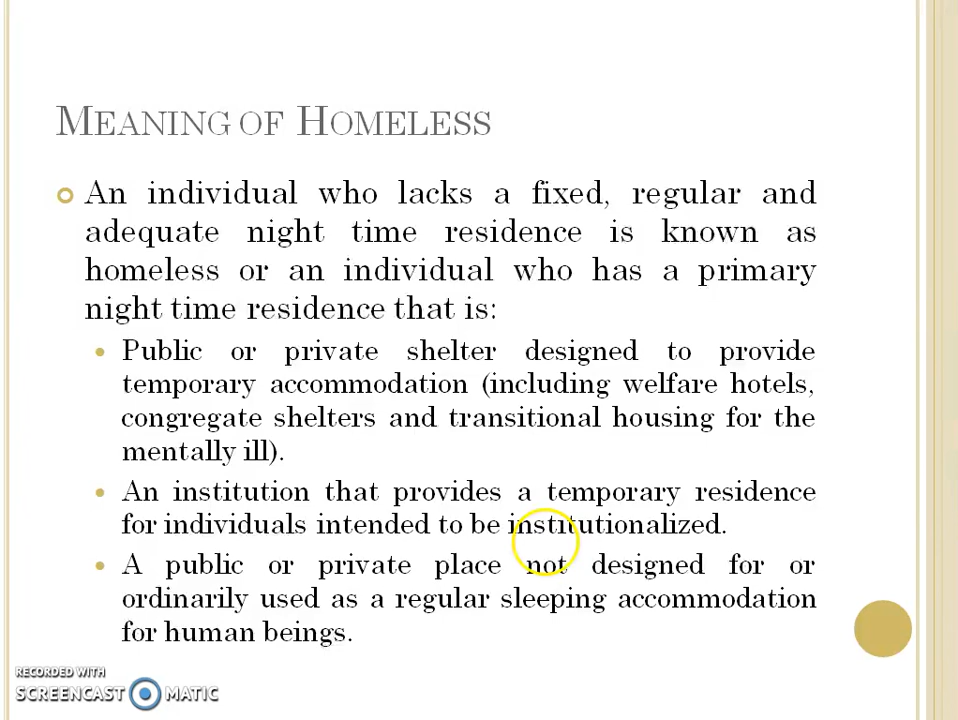 MEANING OF HOMELESS
An individual who lacks a fixed, regular and
adequate night time residence is known as
homeless or an individual who has a primary
night time residence that is:
Public or private shelter designed to provide
temporary accommodation (including welfare hotels,
congregate shelters and transitional housing for the
mentally ill).
An institution that provides a temporary residence
for individuals intended to be institutionalized.
A public or private place not designed for or
ordinarily used as a regular sleeping accommodation
for human beings.
RECORDED WITH
SCREENCAST MATIC